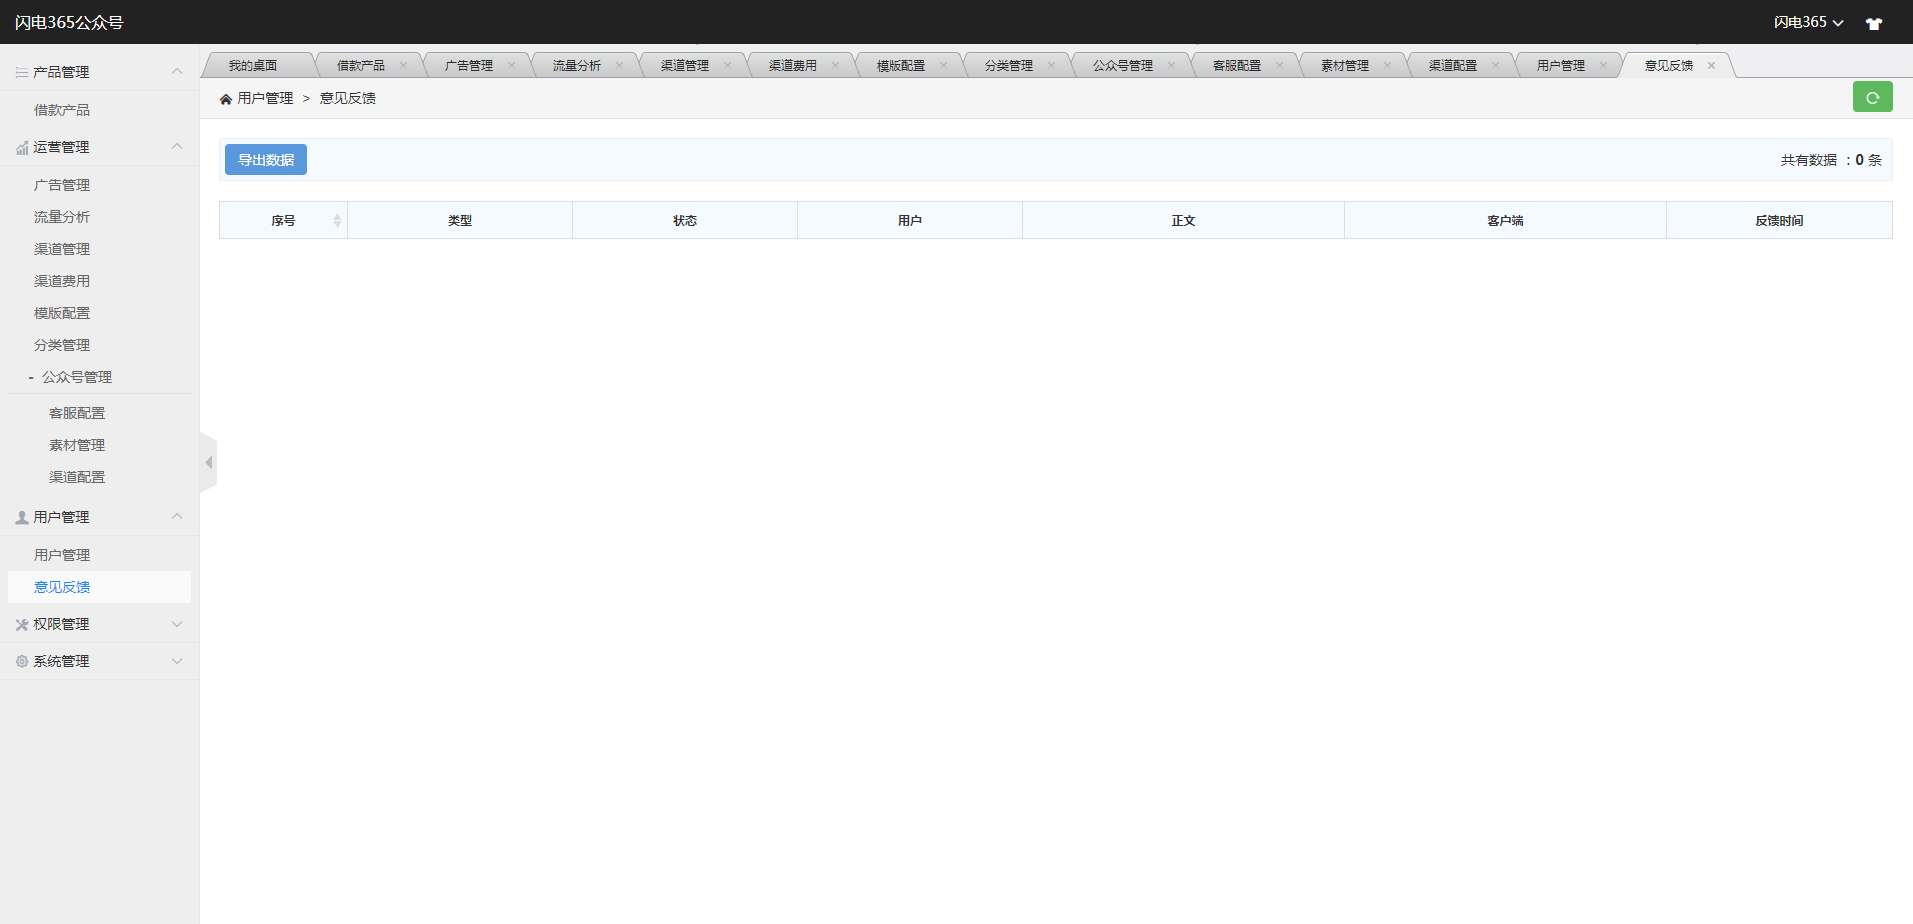 闪电365公众号
闪电365
产品管理
借款产品
运营管理
广告管理
流量分析
渠道管理
渠道费用
模版配置
分类管理
- 公众号管理
客服配置
素材管理
渠道配置
用户管理
用户管理
意见反馈
权限管理
系统管理
我的桌面 借款产品 广告管理 流量分析 渠道管理 渠道费用 模版配置 分类管理 公众号管理 客服配置 素材管理 渠道配置 用户管理 意见反馈
用户管理 > 意见反馈
导出数据 共有数据 :0 条
序号 类型 状态 用户 正文 客户端 反馈时间